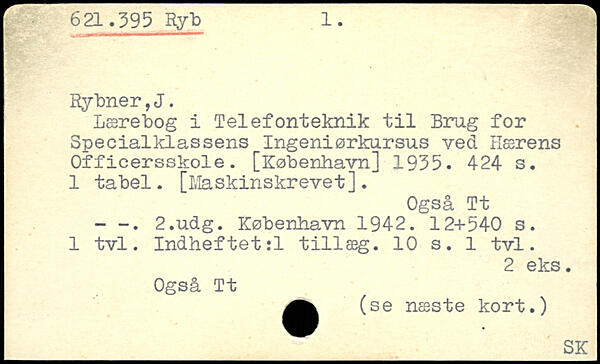 621.395 Ryb 1.
Rybner,J.
Lærebog i Telefonteknik til Brug for
Specialklassens Ingeniørkursus ved Hærens
Officersskole. [København] 1935. 424 s.
1 tabel. [Maskinskrevet].
Også Tt
— —. 2.udg. København 1942. 12+540 s.
1 tvl. Indheftet:1 tillæg. 10 s. 1 tvl.
2 eks.
Også Tt
(se næste kort.)
SK